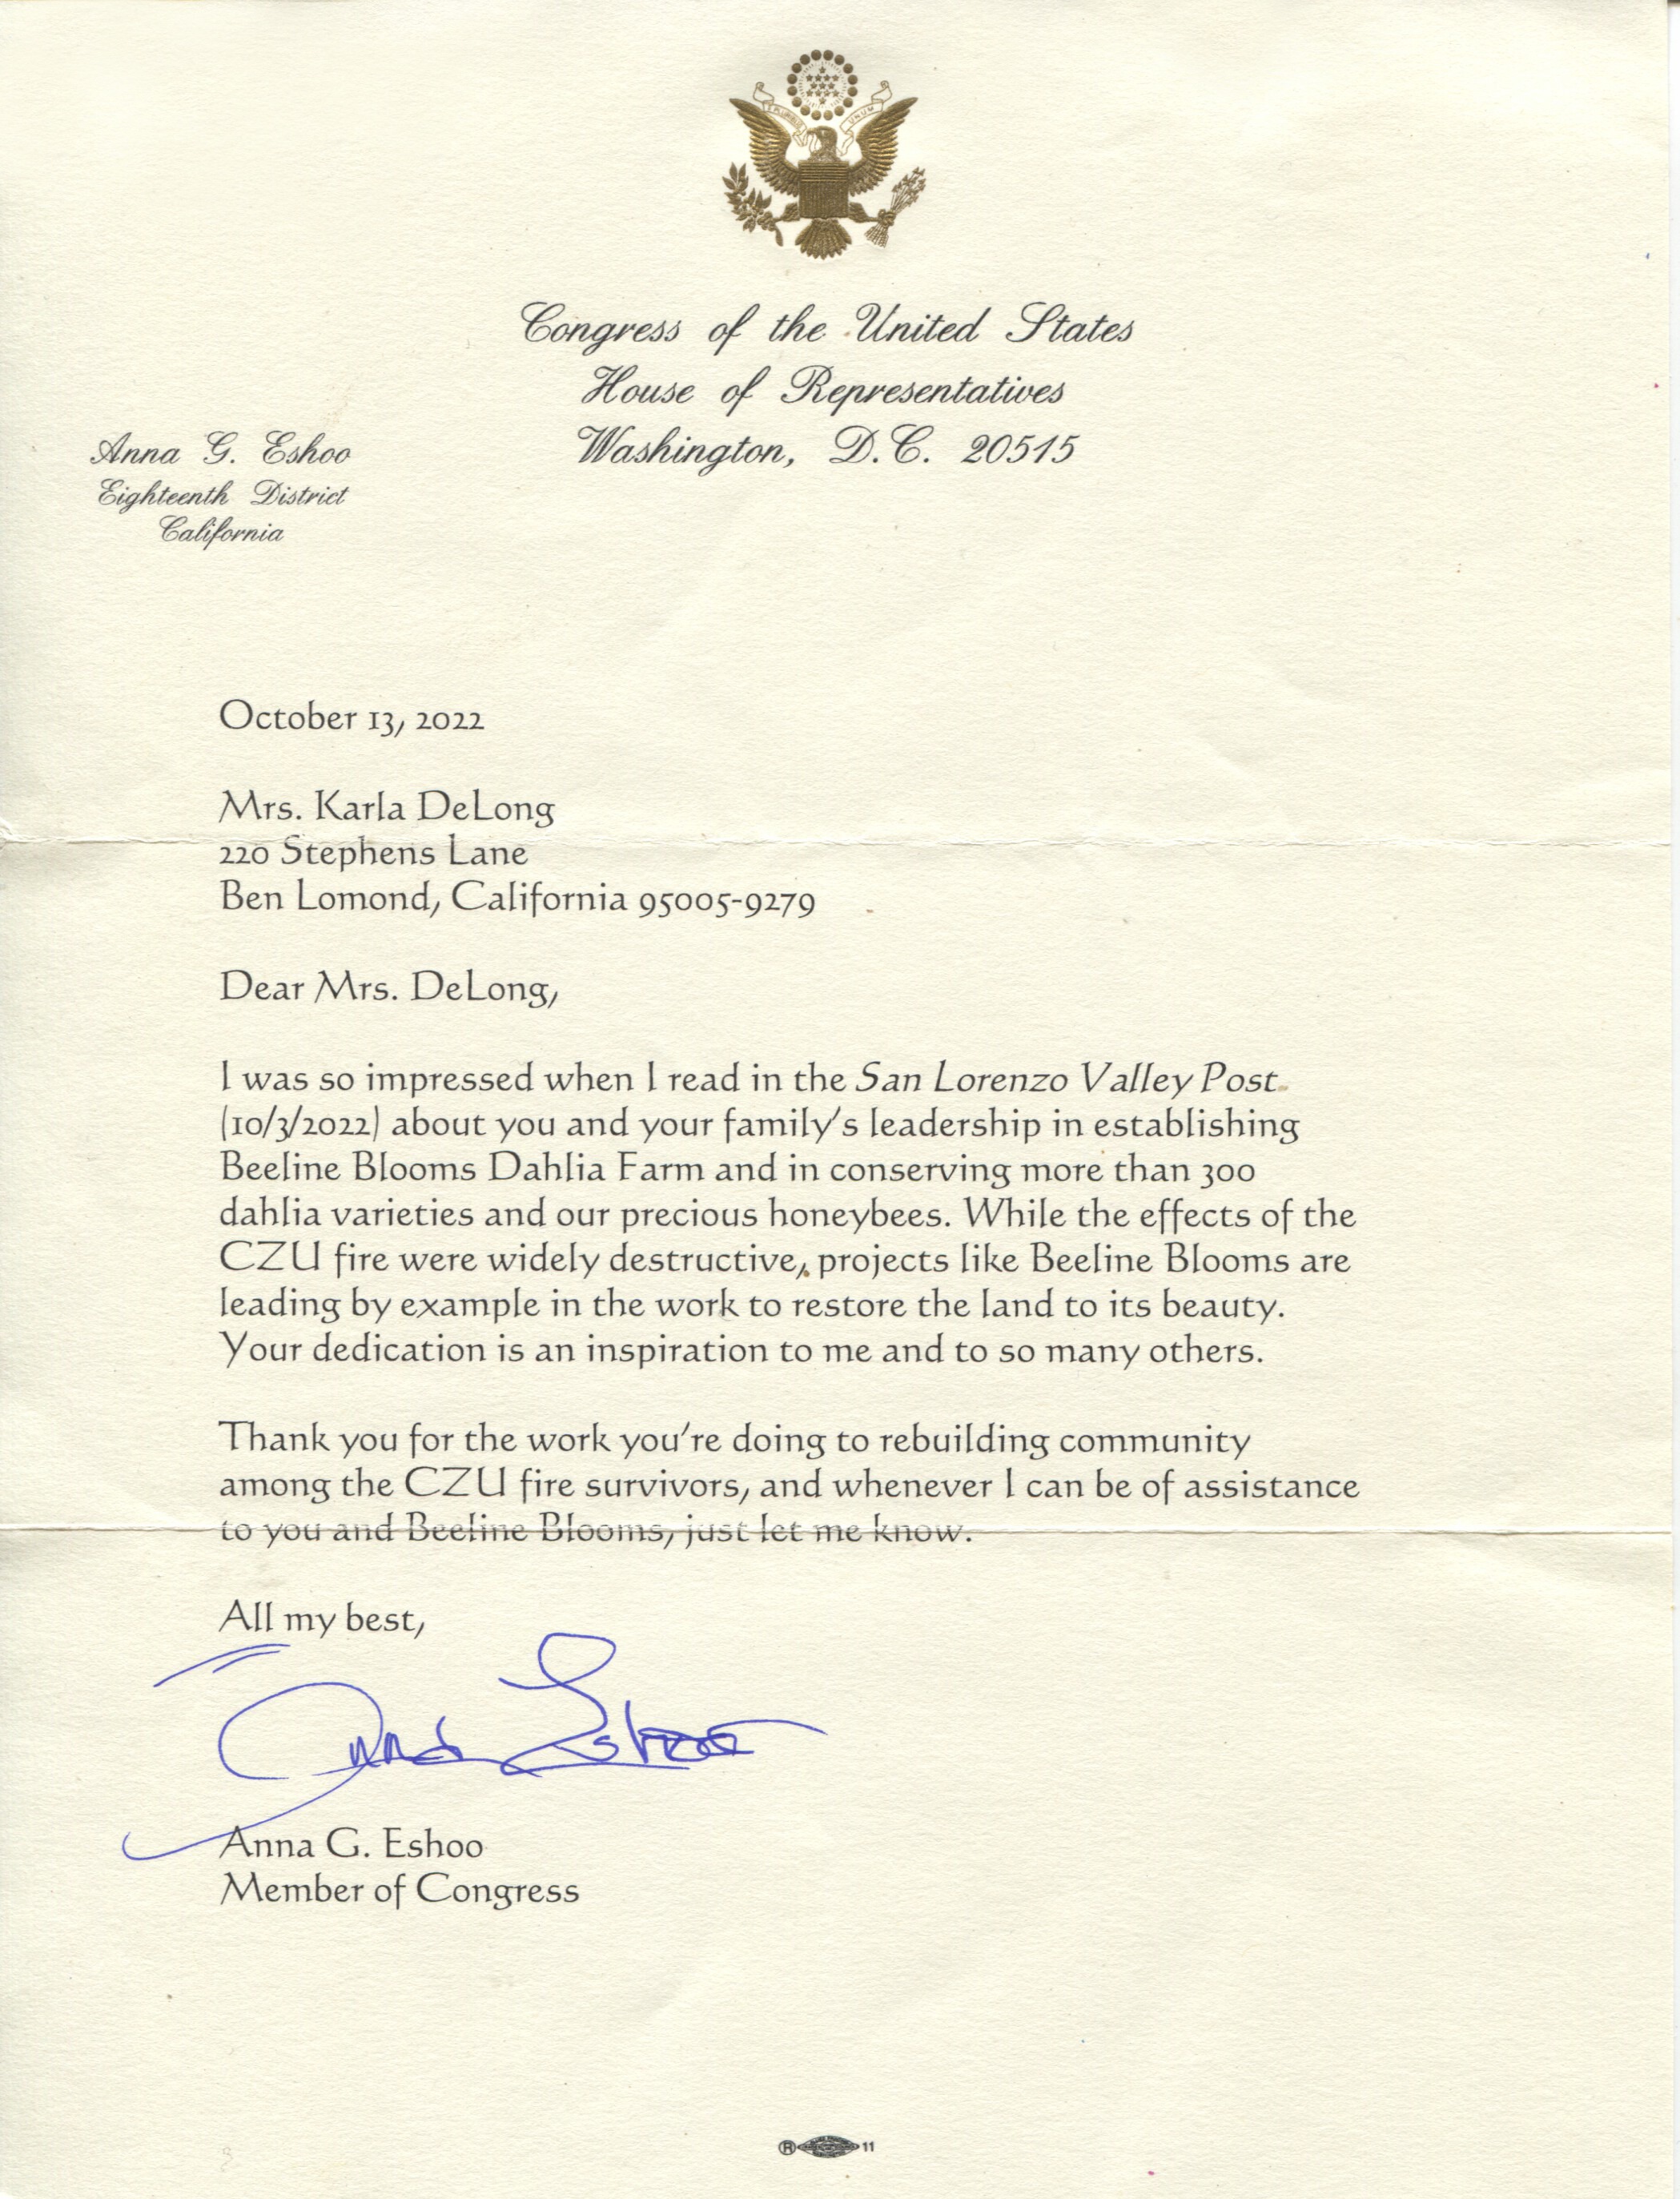 E PLURIBUS UNUM
Congress of the United States
House of Representatives
Washington, D.C. 20515
Anna G. Eshoo
Eighteenth District
California
October 13, 2022
Mrs. Karla DeLong
220 Stephens Lane
Ben Lomond, California 95005-9279
Dear Mrs. DeLong,
I was so impressed when I read in the San Lorenzo Valley Post
(10/3/2022) about you and your family's leadership in establishing
Beeline Blooms Dahlia Farm and in conserving more than 300
dahlia varieties and our precious honeybees. While the effects of the
CZU fire were widely destructive, projects like Beeline Blooms are
leading by example in the work to restore the land to its beauty.
Your dedication is an inspiration to me and to so many others.
Thank you for the work you're doing to rebuilding community
among the CZU fire survivors, and whenever I can be of assistance
to you and Beeline Blooms, just let me know.
All my best,
Anna Eshoo
Anna G. Eshoo
Member of Congress
® 11